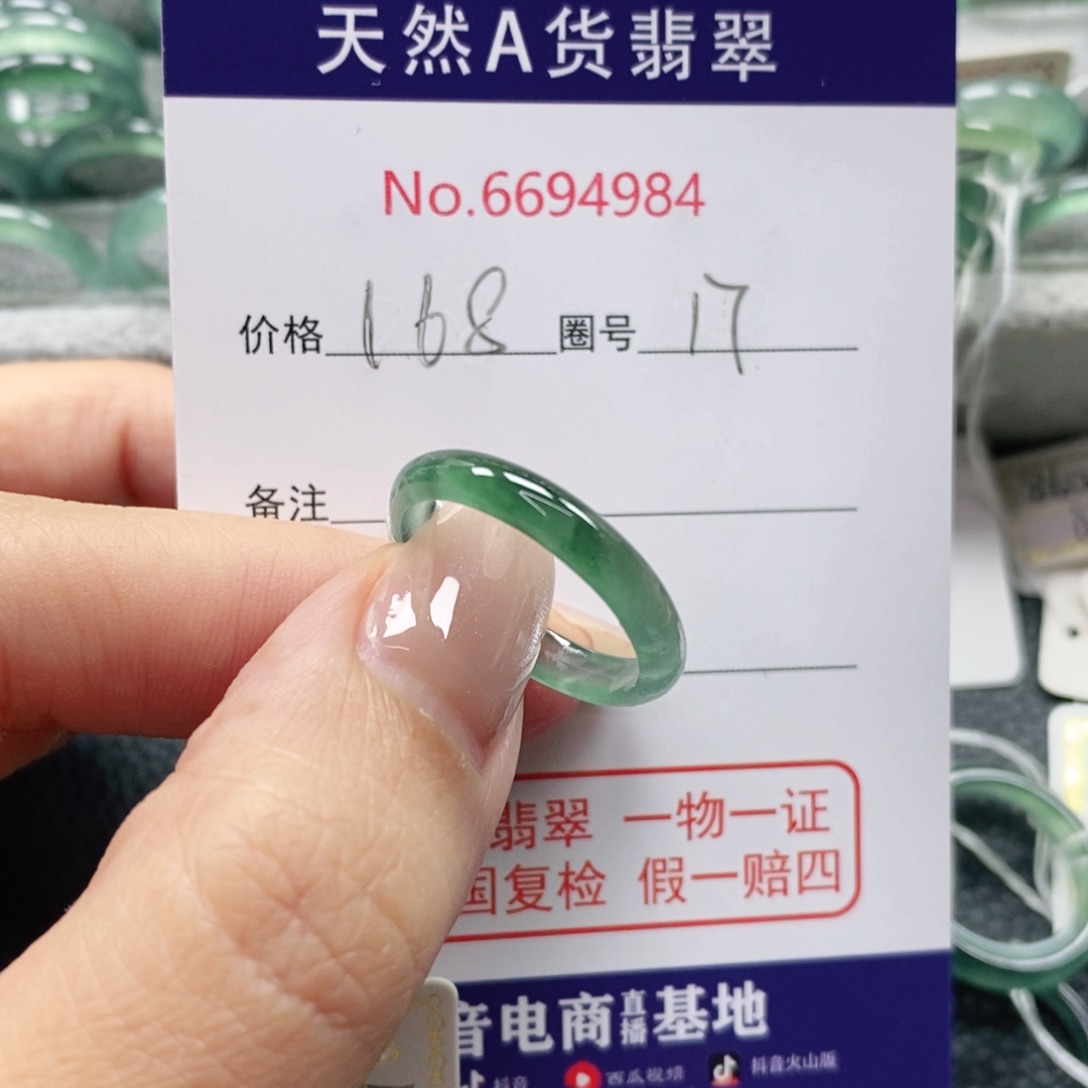 天然A货翡翠
No.6694984
价格 168 圈号 17
备注
翡翠 一物一证
国复检 假一赔四
音电商直播基地
抖音 西瓜视频 抖音火山版